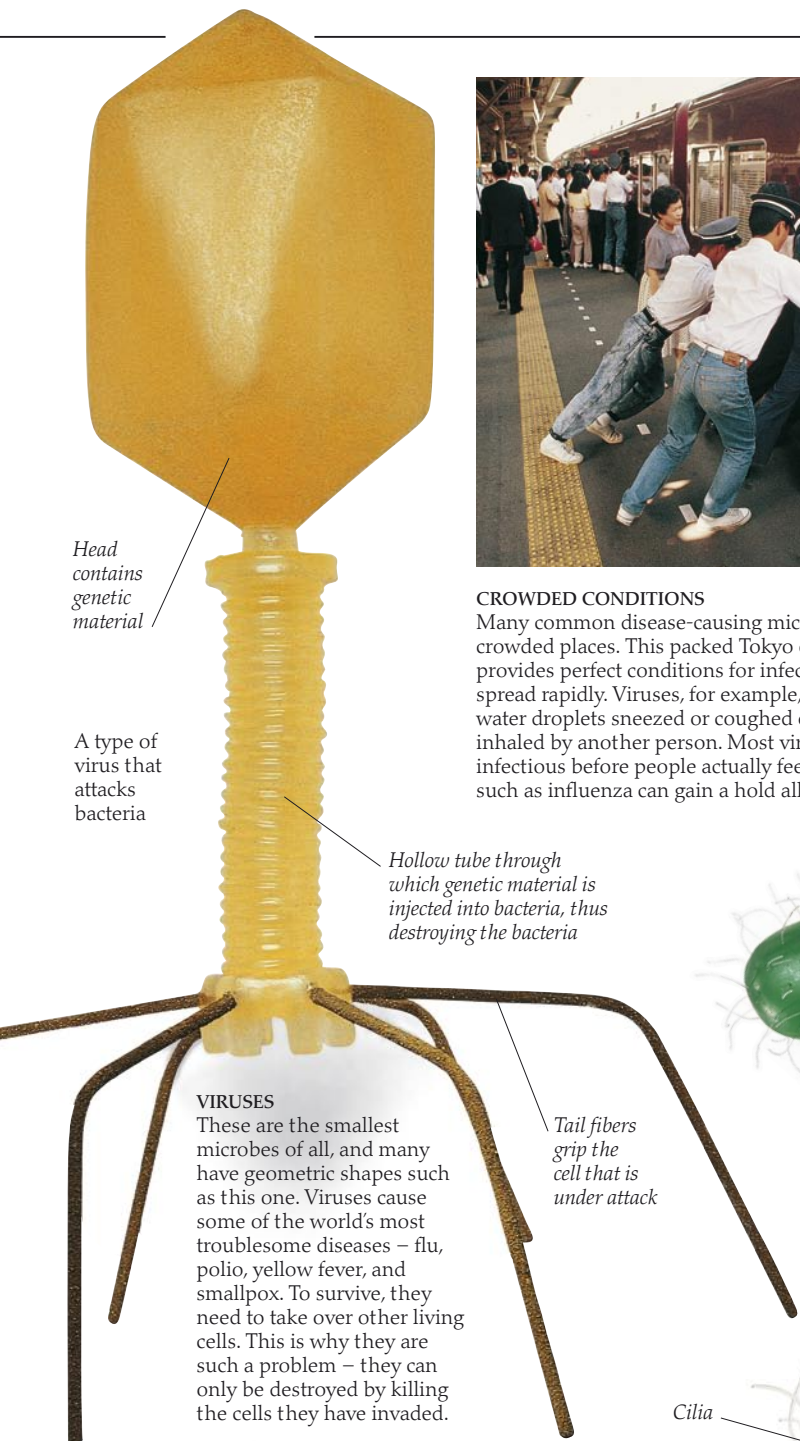 Head
contains
genetic
material
A type of
virus that
attacks
bacteria
CROWDED CONDITIONS
Many common disease-causing
crowded places. This packed Tokyo
provides perfect conditions for
spread rapidly. Viruses, for example,
water droplets sneezed or coughed
inhaled by another person. Most
infectious before people actually
such as influenza can gain a hold
Hollow tube through
which genetic material is
injected into bacteria, thus
destroying the bacteria
VIRUSES
These are the smallest
microbes of all, and many
have geometric shapes such
as this one. Viruses cause
some of the world's most
troublesome diseases – flu,
polio, yellow fever, and
smallpox. To survive, they
need to take over other living
cells. This is why they are
such a problem – they can
only be destroyed by killing
the cells they have invaded.
Tail fibers
grip the
cell that is
under attack
Cilia